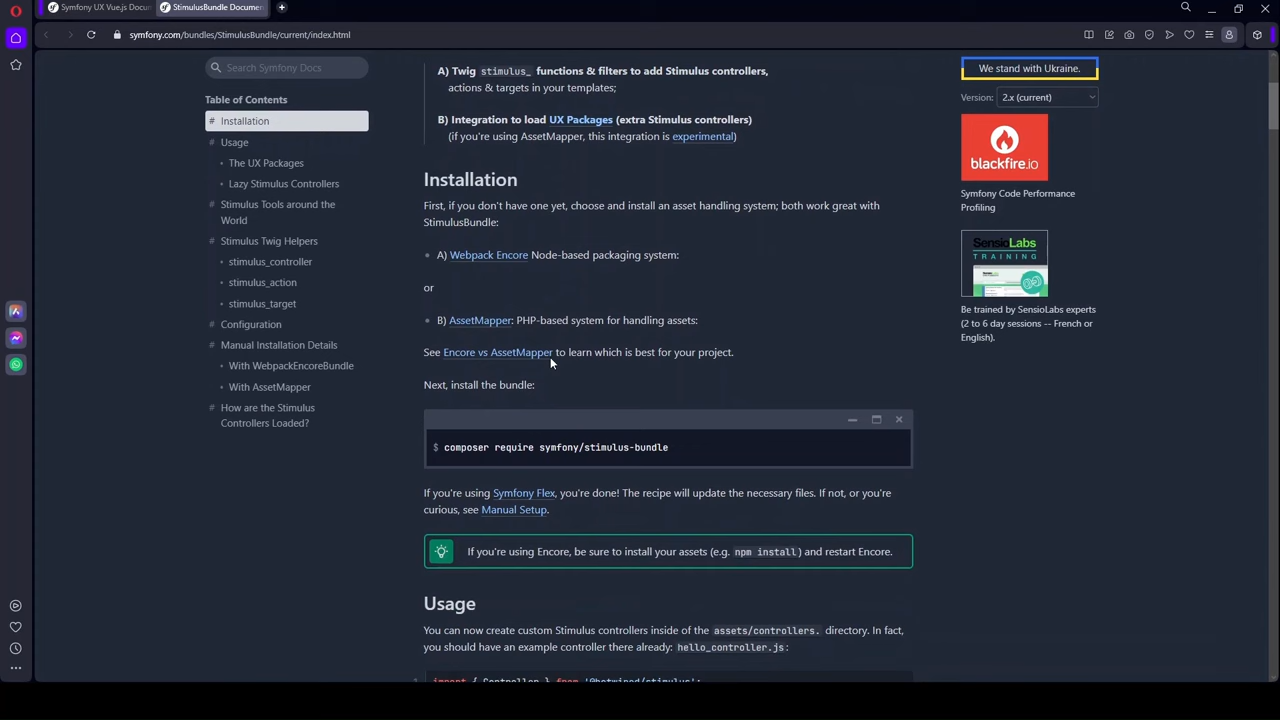 Symfony UX Vue.js Docum
StimulusBundle Documen
symfony.com/bundles/StimulusBundle/current/index.html
Search Symfony Docs
Table of Contents
# Installation
# Usage
• The UX Packages
• Lazy Stimulus Controllers
# Stimulus Tools around the
World
# Stimulus Twig Helpers
• stimulus_controller
• stimulus_action
• stimulus_target
# Configuration
# Manual Installation Details
• With WebpackEncoreBundle
• With AssetMapper
# How are the Stimulus
Controllers Loaded?
A) Twig stimulus_ functions & filters to add Stimulus controllers,
actions & targets in your templates;
B) Integration to load UX Packages (extra Stimulus controllers)
(if you're using AssetMapper, this integration is experimental)
Installation
First, if you don't have one yet, choose and install an asset handling system; both work great with
StimulusBundle:
• A) Webpack Encore Node-based packaging system:
or
• B) AssetMapper: PHP-based system for handling assets:
See Encore vs AssetMapper to learn which is best for your project.
Next, install the bundle:
$ composer require symfony/stimulus-bundle
If you're using Symfony Flex, you're done! The recipe will update the necessary files. If not, or you're
curious, see Manual Setup.
If you're using Encore, be sure to install your assets (e.g. npm install) and restart Encore.
Usage
You can now create custom Stimulus controllers inside of the assets/controllers. directory. In fact,
you should have an example controller there already: hello_controller.js:
1 import { Controller } from '@hotwired/stimulus';
We stand with Ukraine.
Version: 2.x (current)
blackfire.io
Symfony Code Performance
Profiling
SensioLabs
TRAINING
Be trained by SensioLabs experts
(2 to 6 day sessions -- French or
English).